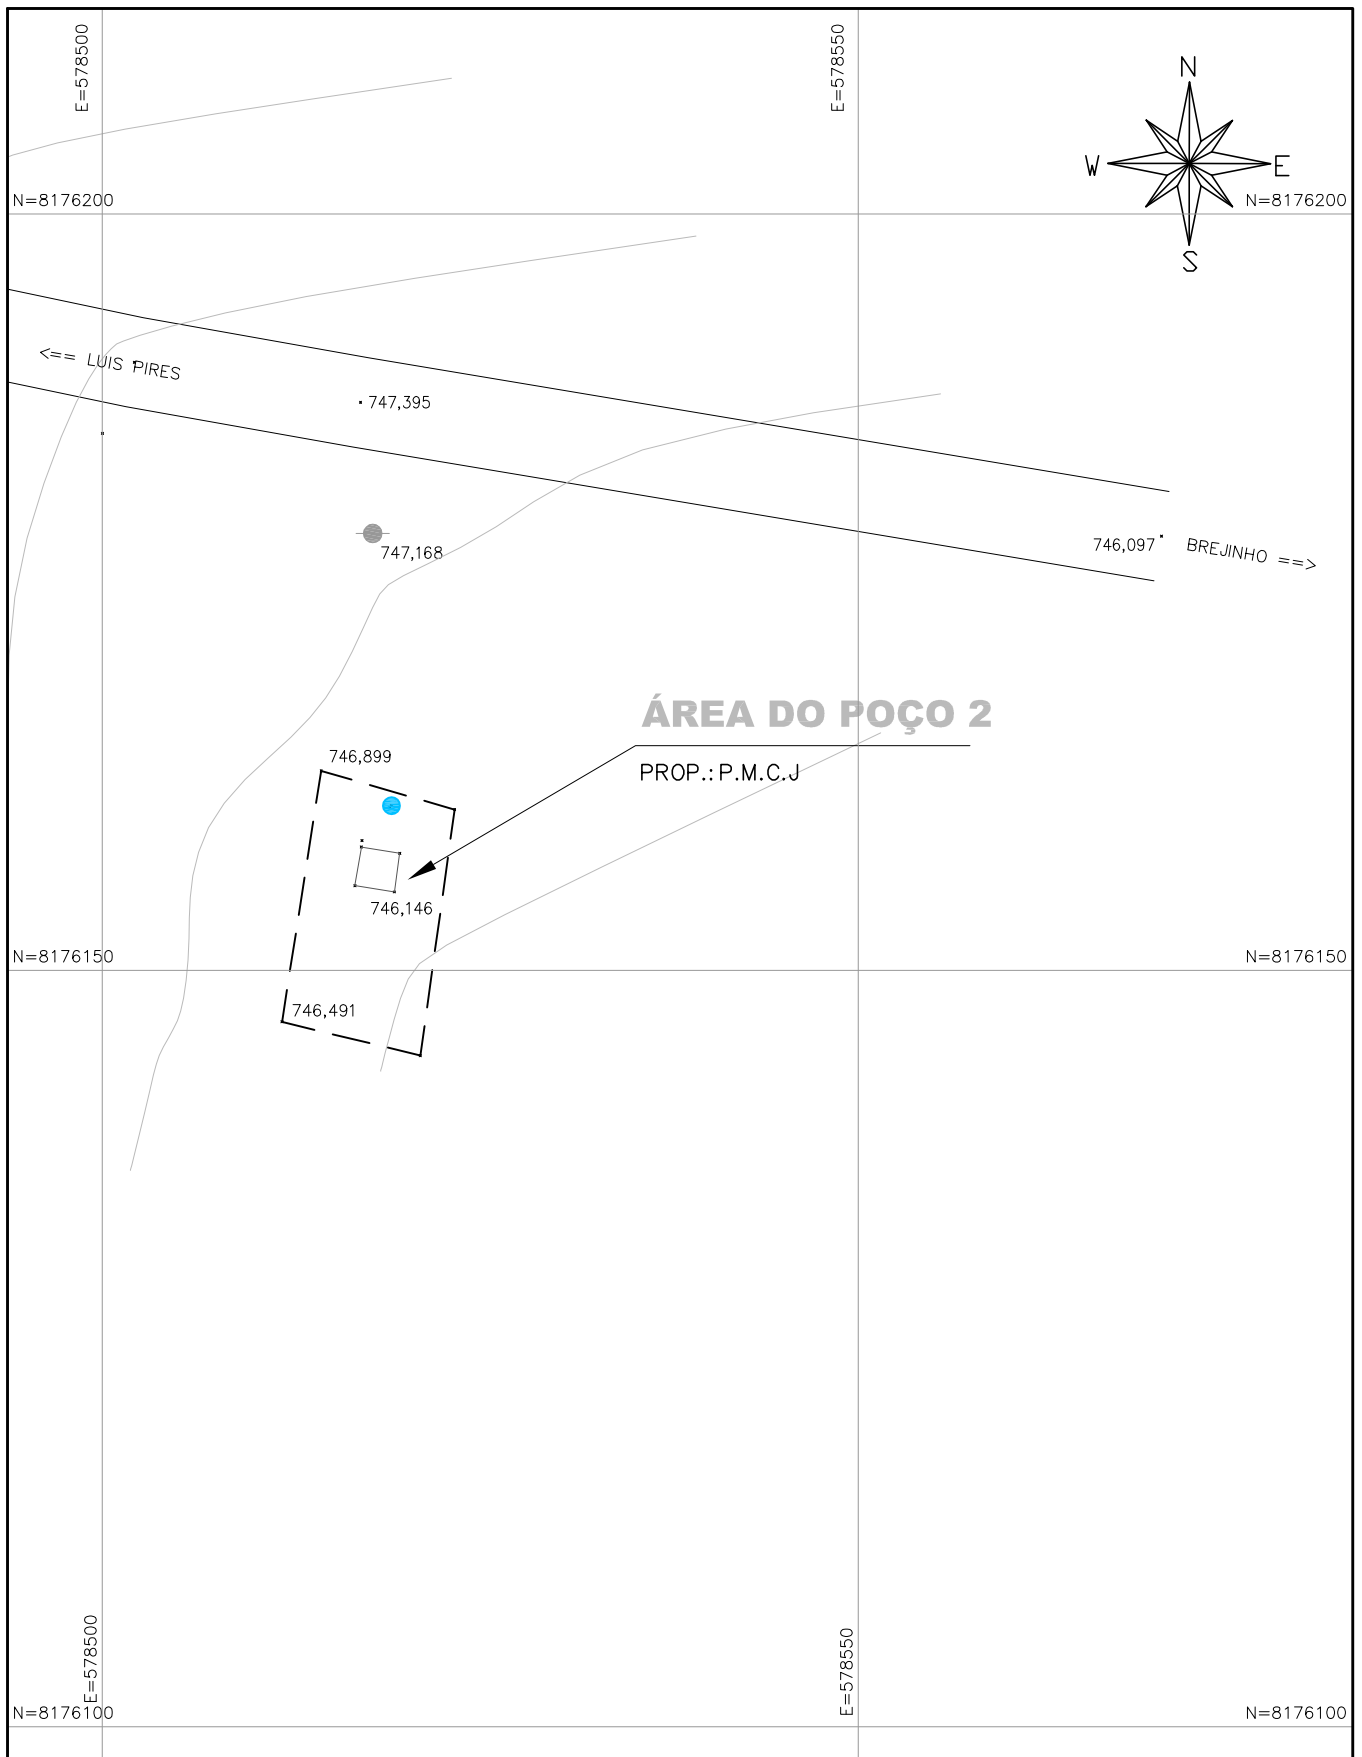 E=578500
E=578550
N
W
E
S
N=8176200
N=8176200
<== LUIS PIRES
747,395
747,168
746,097
BREJINHO ==>
ÁREA DO POÇO 2
PROP.: P.M.C.J
746,899
746,146
N=8176150
N=8176150
746,491
E=578500
E=578550
N=8176100
N=8176100